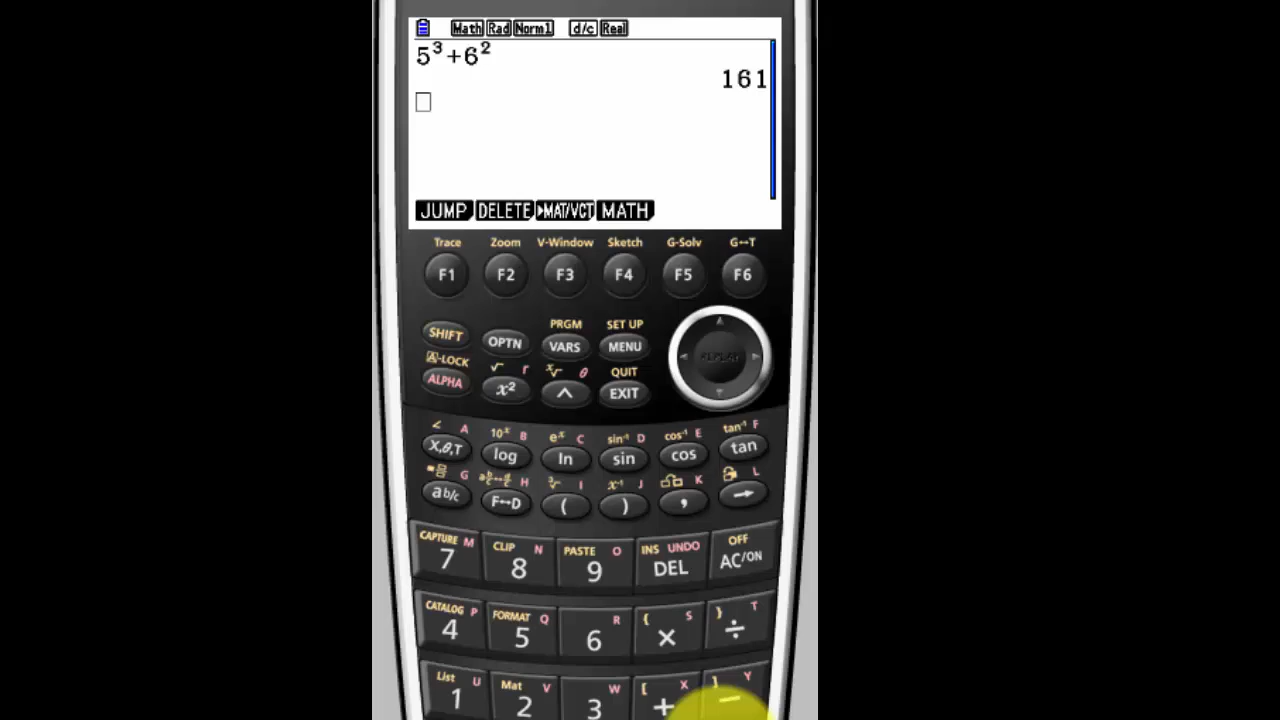 Math Rad Norm1 d/c Real
5³+6²
161
JUMP DELETE ▶MAT/VCT MATH
Trace Zoom V-Window Sketch G-Solv G↔T
F1 F2 F3 F4 F5 F6
PRGM SET UP
SHIFT OPTN VARS MENU
REPLAY
A-LOCK √ r ˣ√ θ QUIT
ALPHA x² ^ EXIT
∠ A 10ˣ B eˣ C sin⁻¹ D cos⁻¹ E tan⁻¹ F
X,θ,T log ln sin cos tan
G a b/c↔d/c H ³√ I x⁻¹ J K L
a b/c F↔D ( ) , →
CAPTURE M CLIP N PASTE O INS UNDO OFF
7 8 9 DEL AC/ON
CATALOG P FORMAT Q R { S } T
4 5 6 × ÷
List U Mat V W [ X ] Y
1 2 3 + −